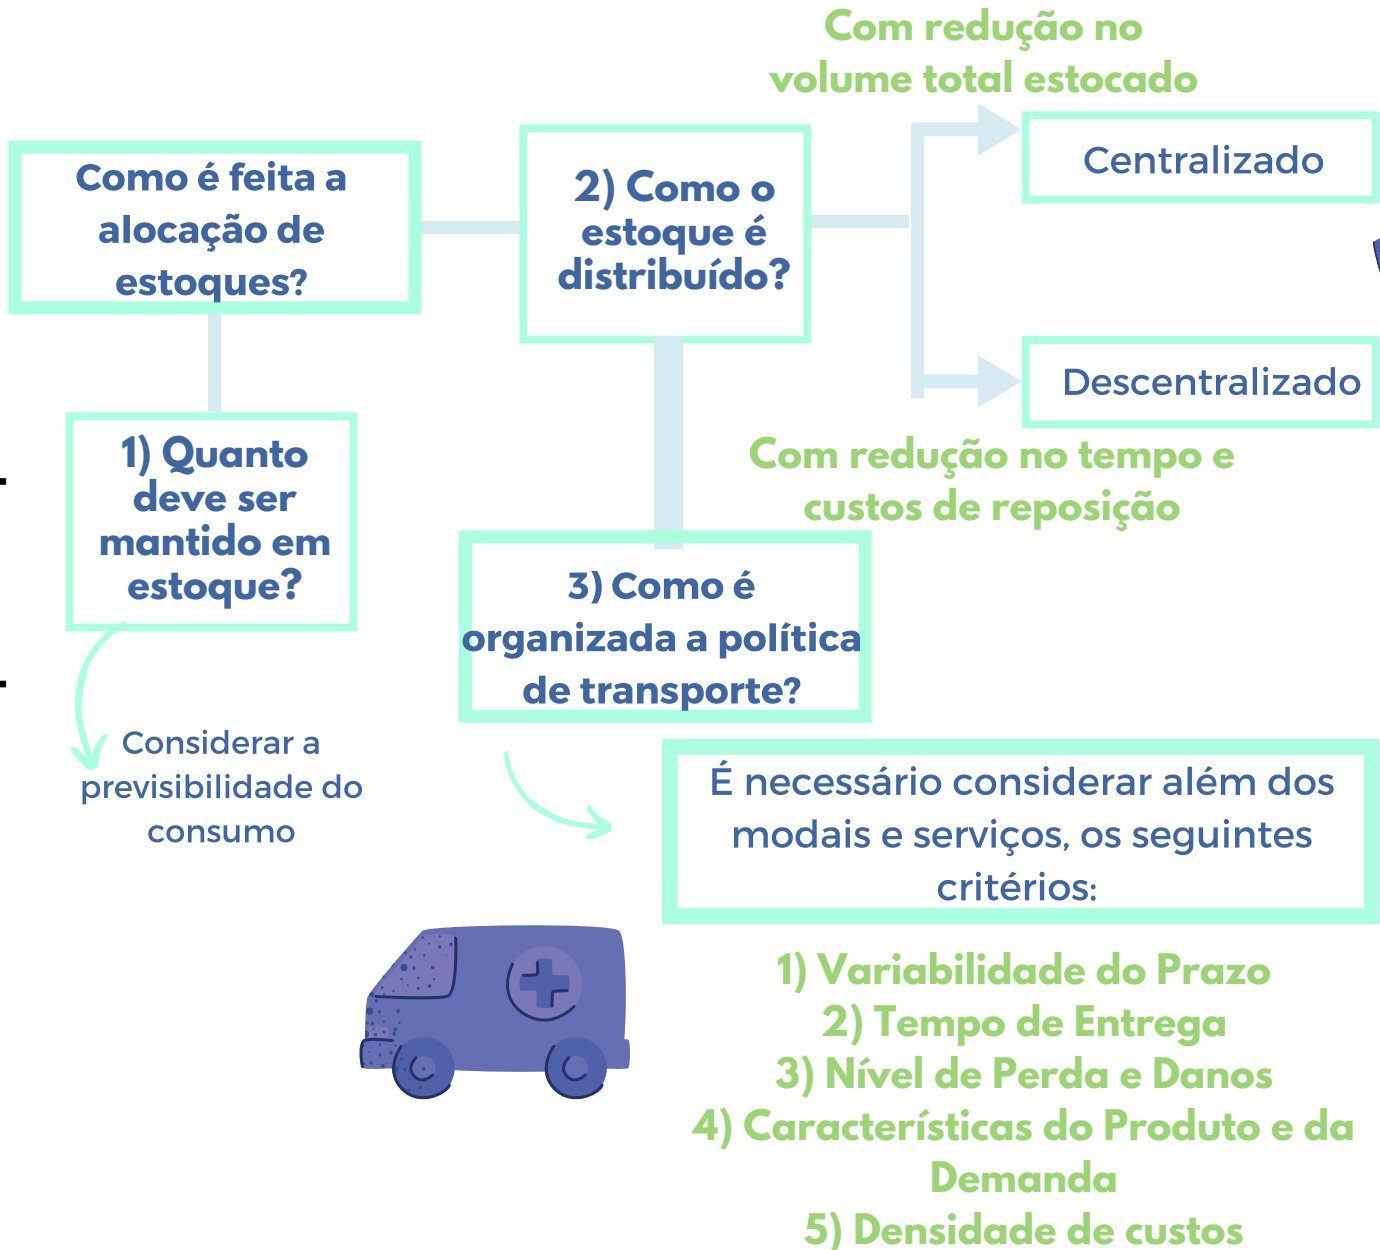 Com redução no
volume total estocado
Como é feita a
alocação de
estoques?
2) Como o
estoque é
distribuído?
Centralizado
Descentralizado
1) Quanto
deve ser
mantido em
estoque?
Com redução no tempo e
custos de reposição
3) Como é
organizada a política
de transporte?
Considerar a
previsibilidade do
consumo
É necessário considerar além dos
modais e serviços, os seguintes
critérios:
1) Variabilidade do Prazo
2) Tempo de Entrega
3) Nível de Perda e Danos
4) Características do Produto e da
Demanda
5) Densidade de custos